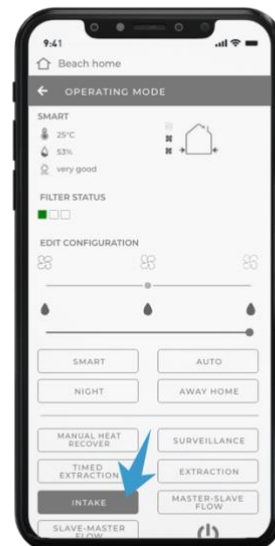 9:41
Beach home
OPERATING MODE
SMART
25°C
53%
very good
FILTER STATUS
EDIT CONFIGURATION
SMART
AUTO
NIGHT
AWAY HOME
MANUAL HEAT
RECOVER
SURVEILLANCE
TIMED
EXTRACTION
EXTRACTION
INTAKE
MASTER-SLAVE
FLOW
SLAVE-MASTER
FLOW